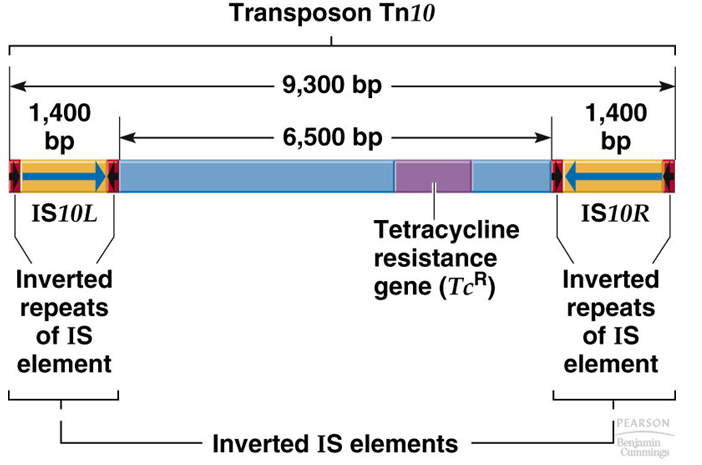 Transposon Tn10
9,300 bp
1,400
bp
6,500 bp
1,400
bp
IS10L
IS10R
Tetracycline
resistance
gene (TcR)
Inverted
repeats
of IS
element
Inverted
repeats
of IS
element
Inverted IS elements
PEARSON
Benjamin
Cummings